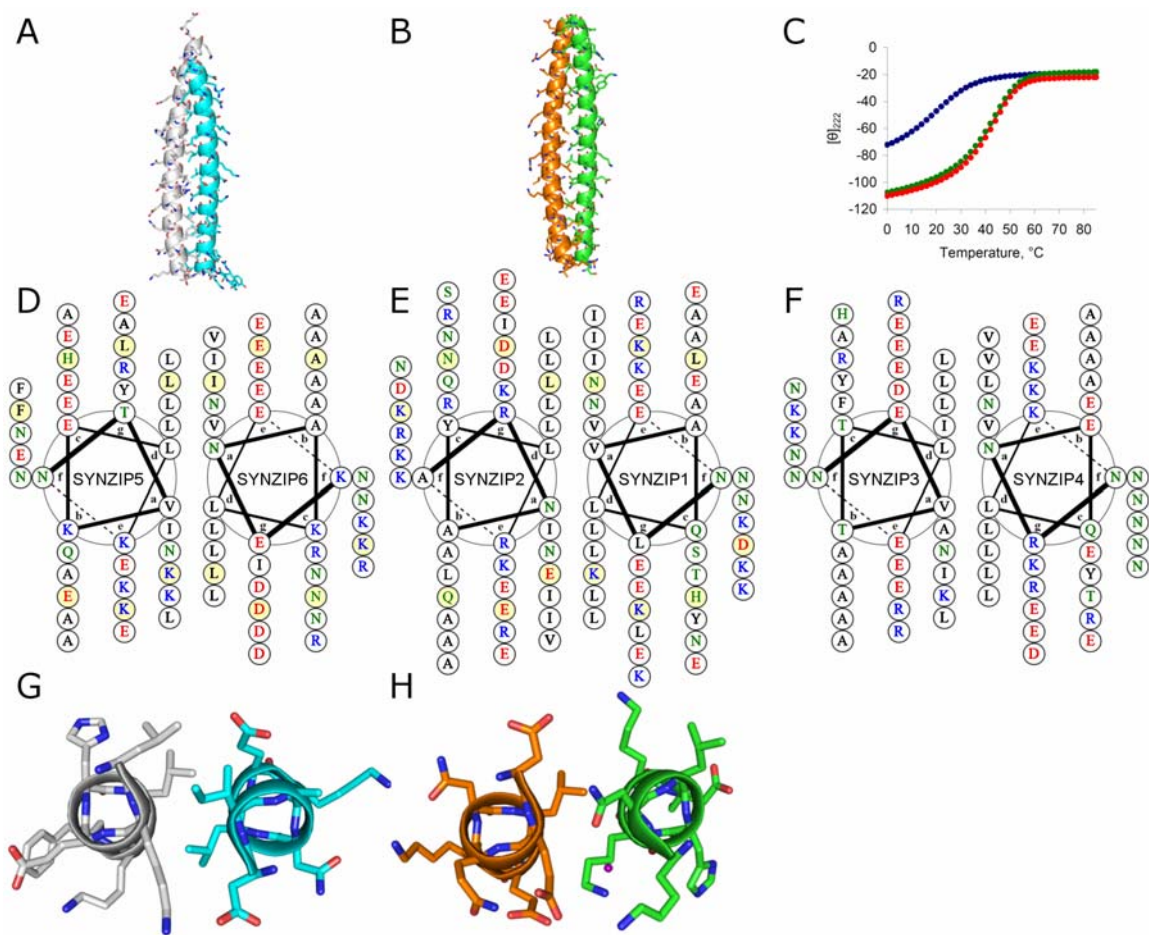 A
B
C
0
-20
-40
-60
-80
-100
-120
[θ]222
0 10 20 30 40 50 60 70 80
Temperature, °C
D
A E H E E E
E A L R Y T
L L L L L
F F N E N N
c g d f a b e
SYNZIP5
K Q A E A A
K E K K E
V I N K K L
V I I N V N
E E E E E
A A A A A A
a e b f d g c
SYNZIP6
K N N K K R
L L L L L
E I D D D D
K R N N N R
E
N D K R K K A
S R N N Q R Y
E E I D D K R
L L L L L L
c g d f a b e
SYNZIP2
A A L Q A A A
R K E E R E
N I N E I I V
I I I N N V V
R E K K E E
E A A L E A A
a e b f d g c
SYNZIP1
N N N K D K K
L L L K L L
L E E K L E K
Q S T H Y N E
F
N K K N N N
H A R Y F T
R E E E D E
L L I L L
c g d f a b e
SYNZIP3
T A A A A A
E E E R R
V A N I K L
V V L N V N
E E K K K
A A A A E E
a e b f d g c
SYNZIP4
N N N N N N
L L L L L
R K R E E D
Q E Y T R E
G
H